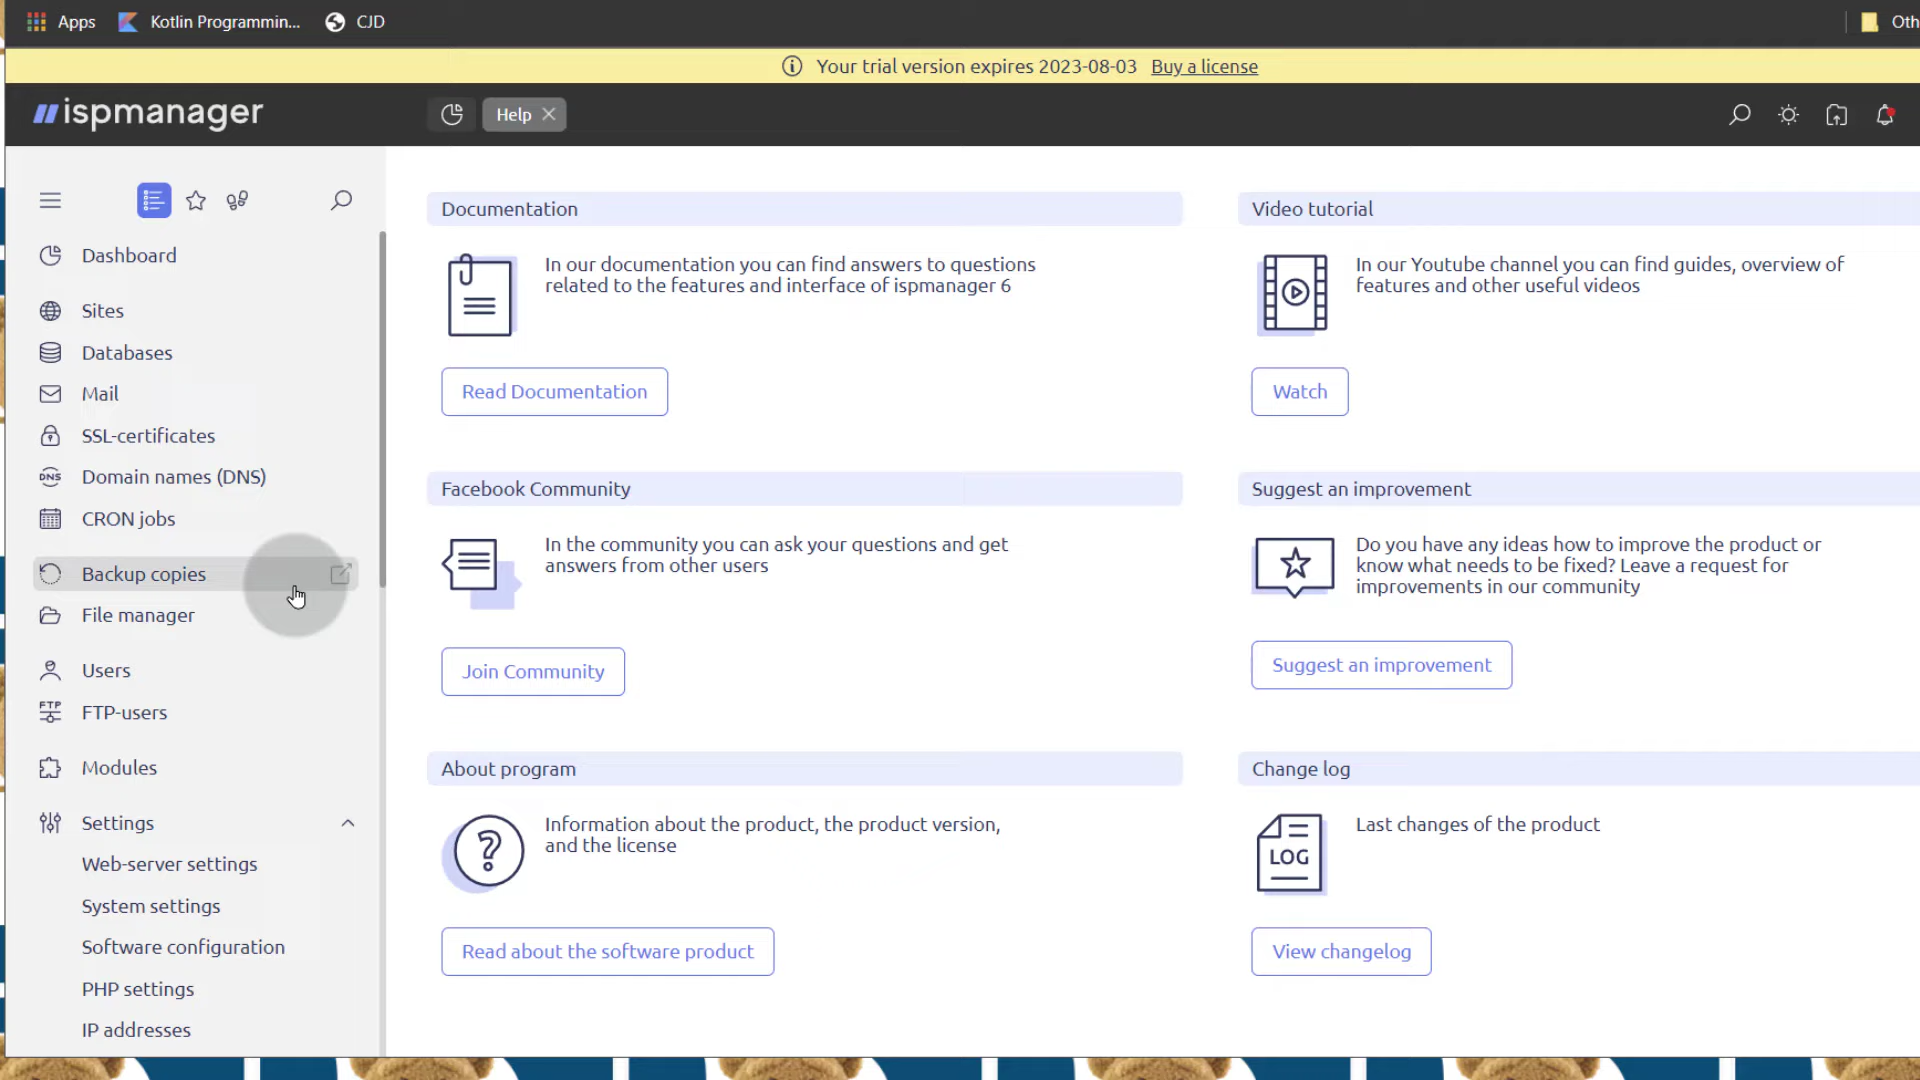 Apps
Kotlin Programmin...
CJD
Oth
Your trial version expires 2023-08-03 Buy a license
ispmanager
Help
Dashboard
Sites
Databases
Mail
SSL-certificates
DNS
Domain names (DNS)
CRON jobs
Backup copies
File manager
Users
FTP
FTP-users
Modules
Settings
Web-server settings
System settings
Software configuration
PHP settings
IP addresses
Documentation
In our documentation you can find answers to questions
related to the features and interface of ispmanager 6
Read Documentation
Video tutorial
In our Youtube channel you can find guides, overview of
features and other useful videos
Watch
Facebook Community
In the community you can ask your questions and get
answers from other users
Join Community
Suggest an improvement
Do you have any ideas how to improve the product or
know what needs to be fixed? Leave a request for
improvements in our community
Suggest an improvement
About program
?
Information about the product, the product version,
and the license
Read about the software product
Change log
LOG
Last changes of the product
View changelog